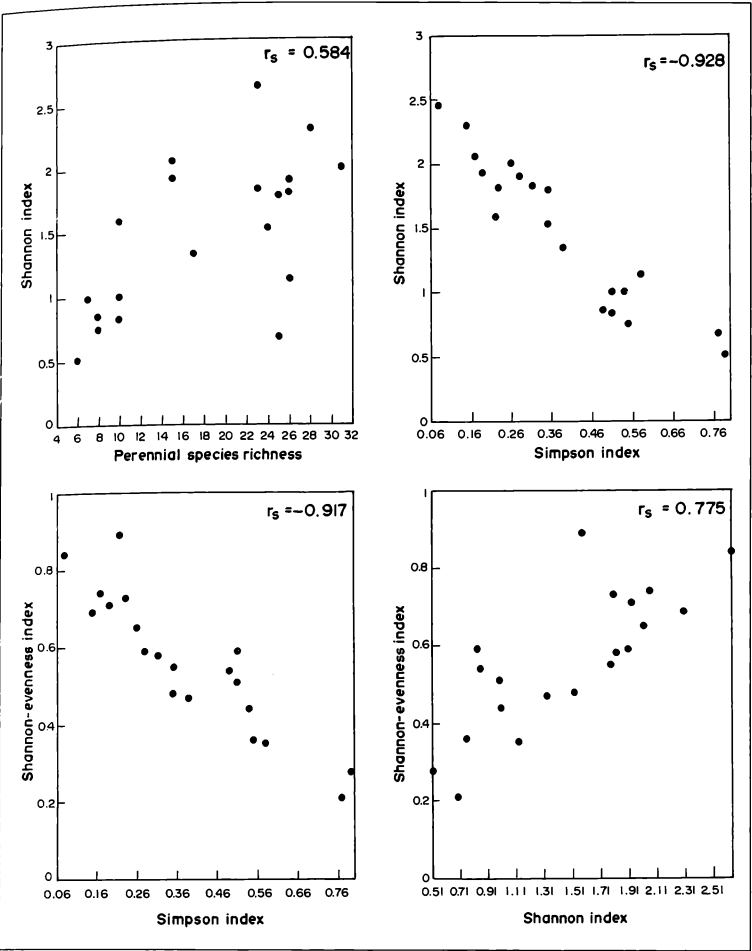 3
r_s = 0.584
2.5
2
1.5
1
0.5
0
Shannon index
4 6 8 10 12 14 16 18 20 22 24 26 28 30 32
Perennial species richness
3
r_s =-0.928
2.5
2
1.5
1
0.5
0
Shannon index
0.06 0.16 0.26 0.36 0.46 0.56 0.66 0.76
Simpson index
1
r_s =-0.917
0.8
0.6
0.4
0.2
0
Shannon-evenness index
0.06 0.16 0.26 0.36 0.46 0.56 0.66 0.76
Simpson index
1
r_s = 0.775
0.8
0.6
0.4
0.2
0
Shannon-evenness index
0.51 0.71 0.91 1.11 1.31 1.51 1.71 1.91 2.11 2.31 2.51
Shannon index